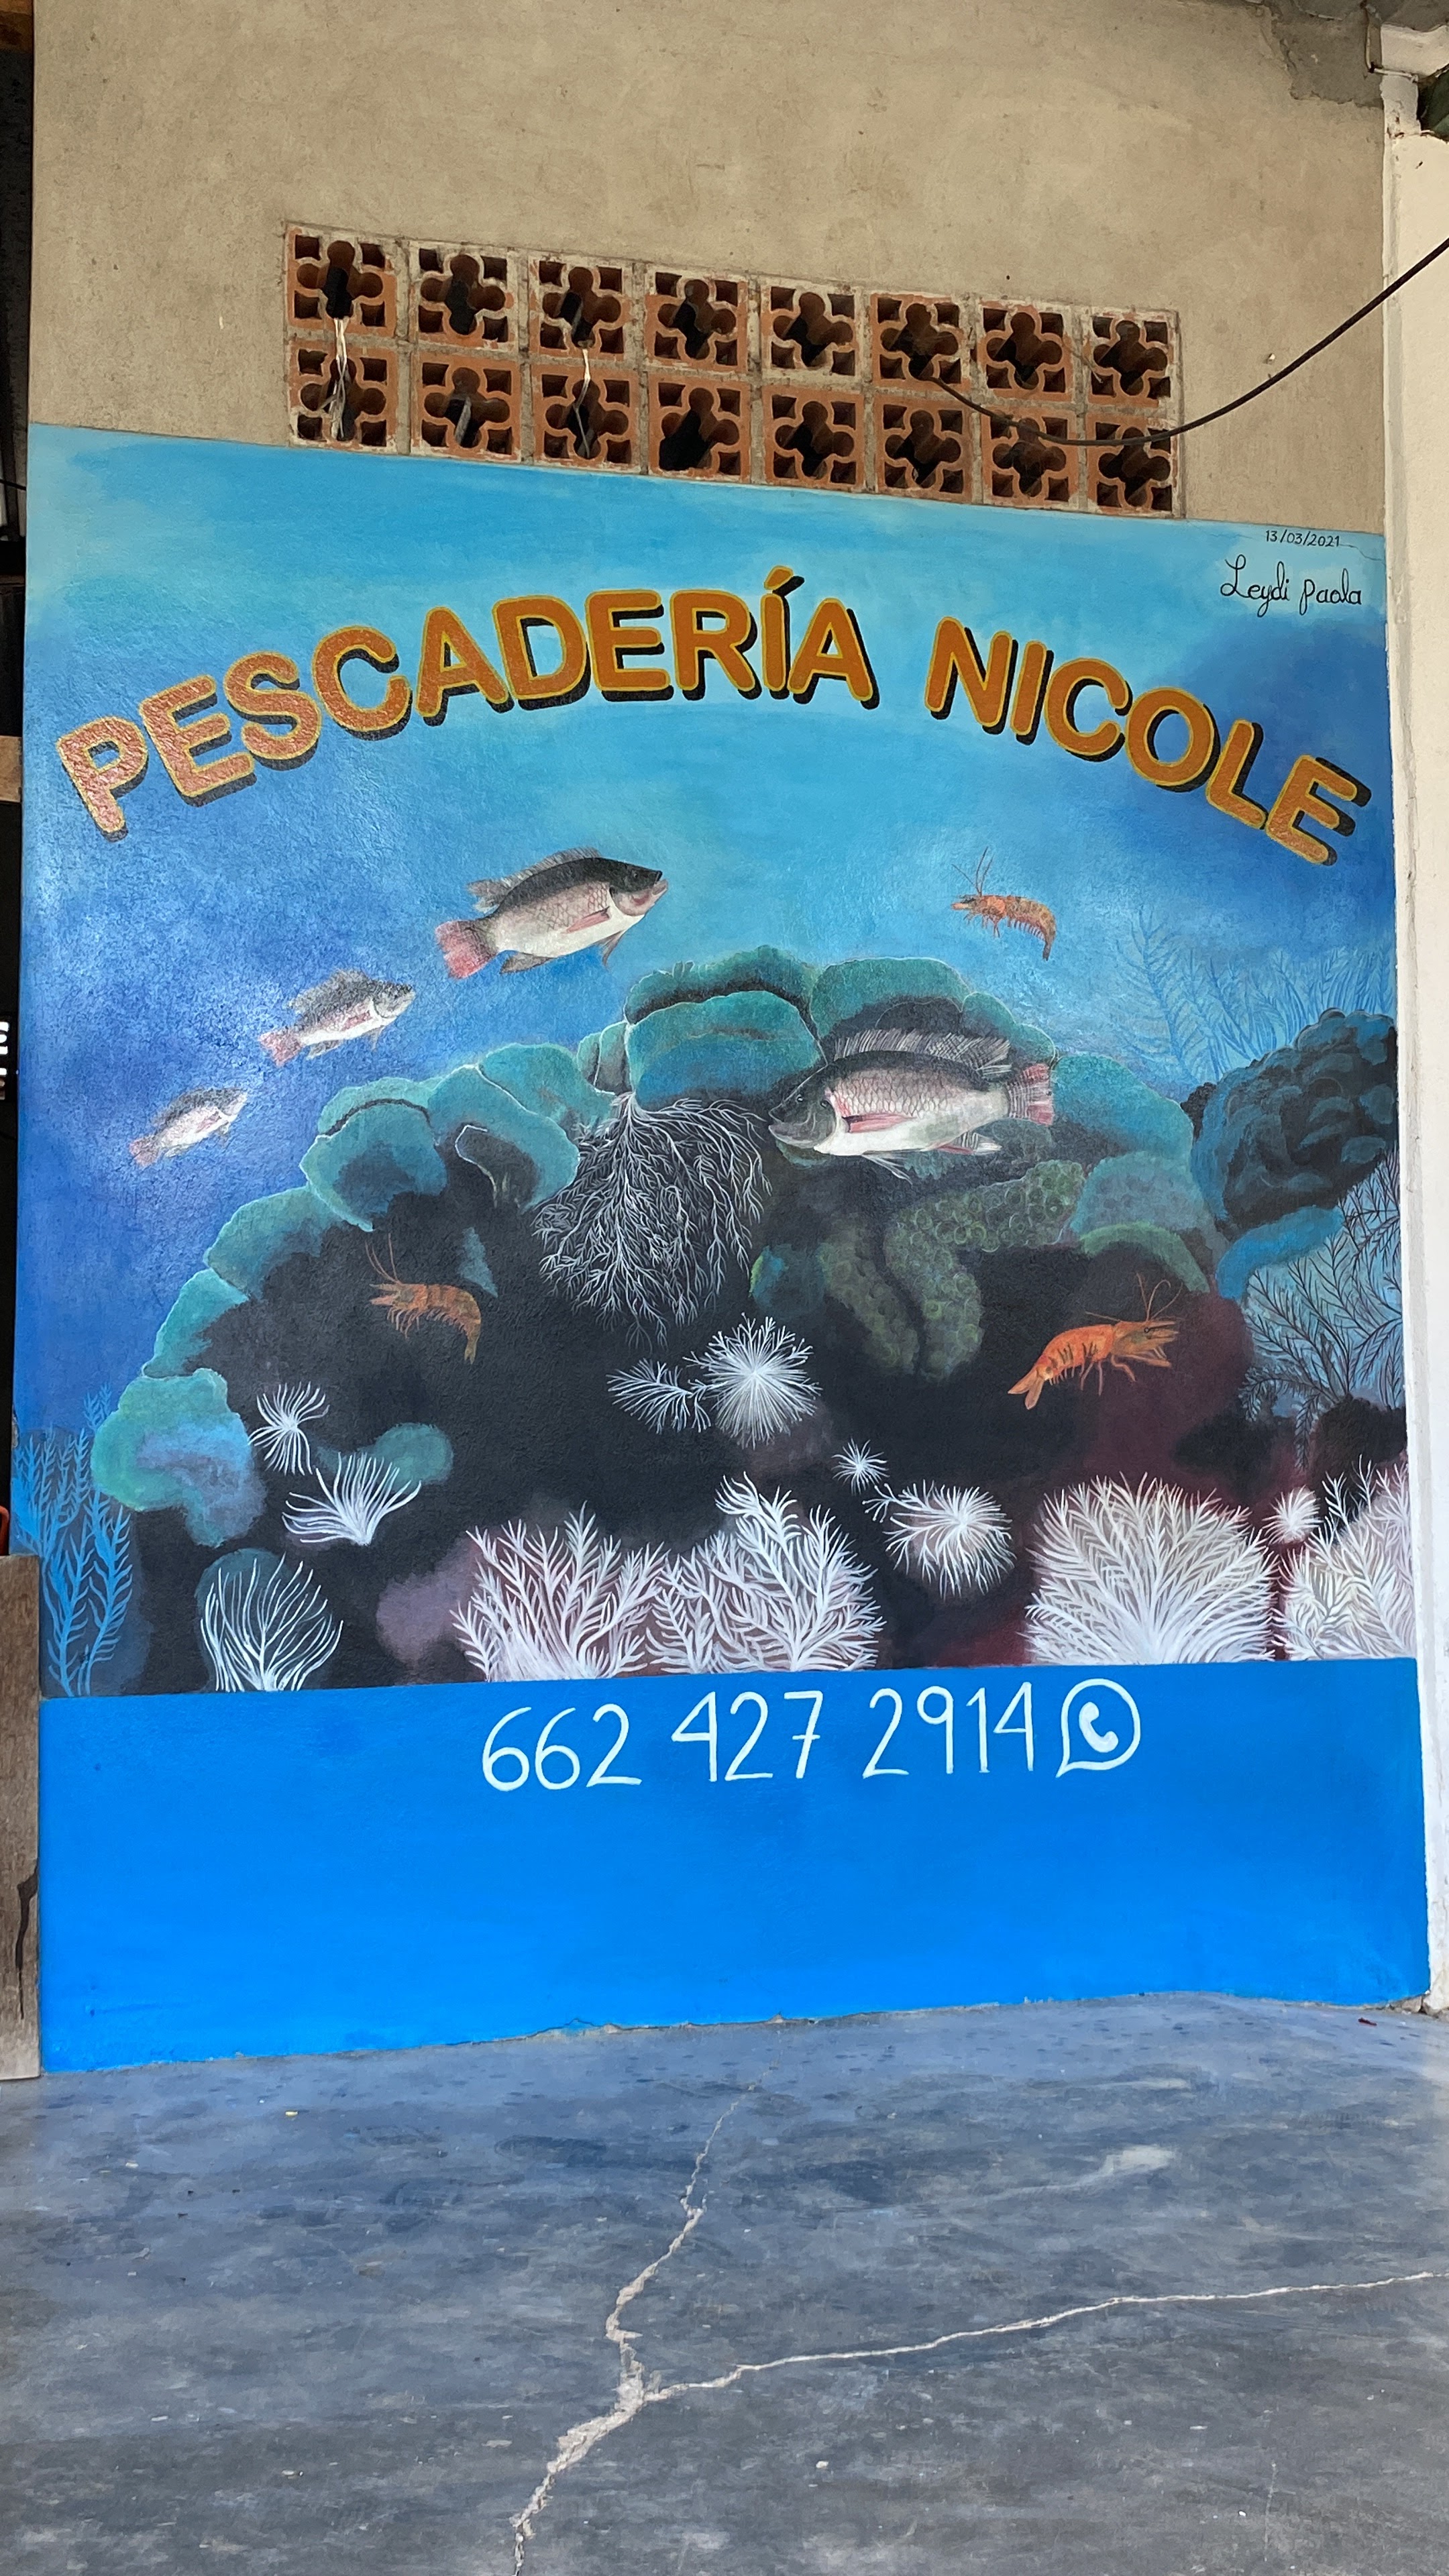 13/03/2021
Leydi paola
PESCADERÍA NICOLE
662 427 2914